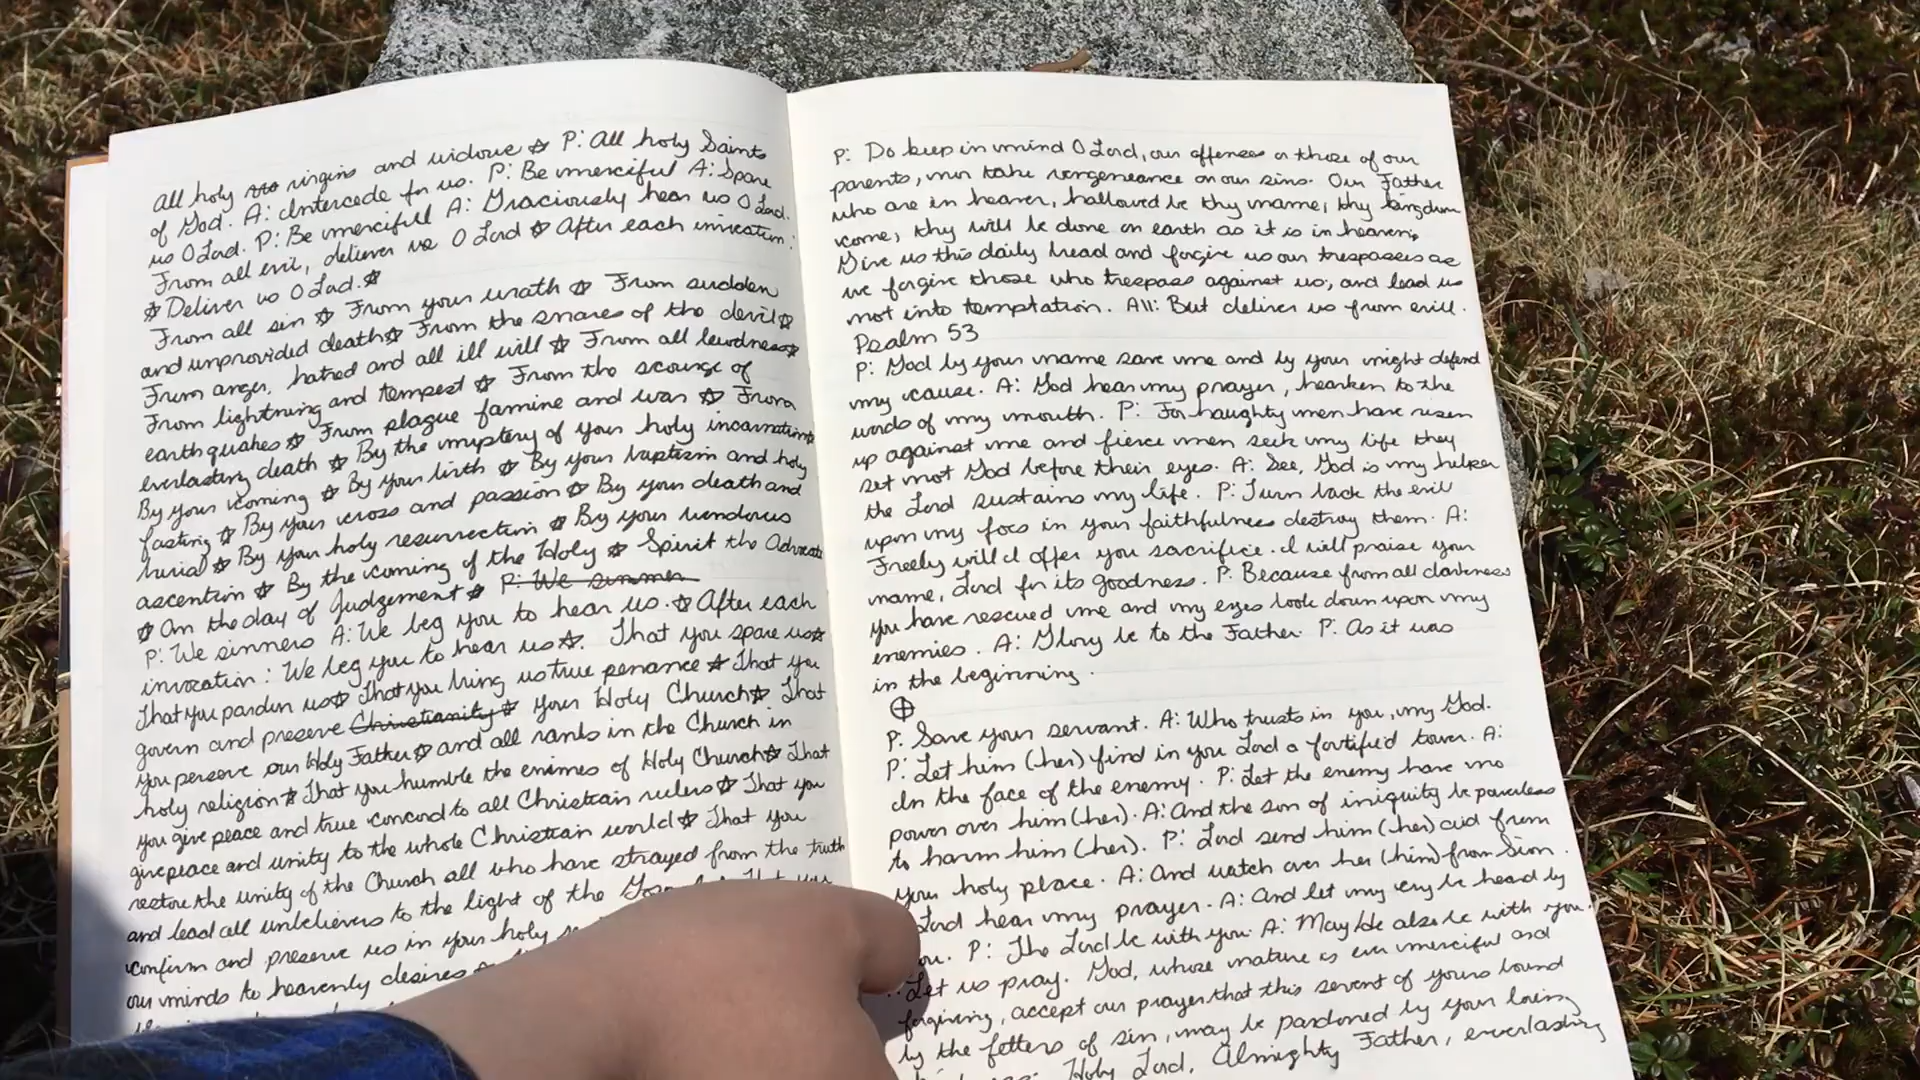 All holy virgins and widows ☆ P: All holy Saints
of God. A: Intercede for us. P: Be merciful A: Spare
us O Lord. P: Be merciful A: Graciously hear us O Lord.
From all evil, deliver us O Lord ☆ After each invocation:
☆ Deliver us O Lord. ☆
From all sin ☆ From your wrath ☆ From sudden
and unprovided death ☆ From the snares of the devil ☆
From anger, hatred and all ill will ☆ From all lewdness ☆
From lightning and tempest ☆ From the scourge of
earthquakes ☆ From plague famine and war ☆ From
everlasting death ☆ By the mystery of your holy incarnation ☆
By your coming ☆ By your birth ☆ By your baptism and holy
fasting ☆ By your cross and passion ☆ By your death and
burial ☆ By your holy resurrection ☆ By your wondrous
ascention ☆ By the coming of the Holy ☆ Spirit the Advocate
☆ On the day of judgement ☆ P: We sinner
P: We sinners A: We beg you to hear us. ☆ After each
invocation: We beg you to hear us ☆. That you spare us ☆
That you pardon us ☆ That you bring us true penance ☆ That you
govern and preserve Christianity ☆ your Holy Church ☆ That
you perserve our Holy Father ☆ and all ranks in the Church in
holy religion ☆ That you humble the enimes of Holy Church ☆ That
you give peace and true concord to all Christian rulers ☆ That you
give peace and unity to the whole Christian world ☆ That you
restore the unity of the Church all who have strayed from the truth
and lead all unbelievers to the light of the That you
confirm and preserve us in your holy
our minds to heavenly desires ☆
P: Do keep in mind O Lord, our offenses or those of our
parents, nor take vengeneance on our sins. Our Father
who are in heaven, hallowed be thy name, thy kingdom
come, thy will be done on earth as it is in heaven,
Give us this daily bread and forgive us our trespasses as
we forgive those who trespass against us, and lead us
not into temptation. All: But deliver us from evill.
Psalm 53
P: God by your name save me and by your might defend
my cause. A: God hear my prayer, hearken to the
words of my mouth. P: For haughty men have risen
up against me and fierce men seek my life they
set not God before their eyes. A: See, God is my helper
the Lord sustains my life. P: Turn back the evil
upon my foes in your faithfulness destroy them. A:
Freely will I offer you sacrifice. I will praise your
name, Lord for its goodness. P: Because from all darkness
you have rescued me and my eyes look down upon my
enemies. A: Glory be to the Father. P: As it was
in the beginning.
P: Save your servant. A: Who trusts in you, my God.
P: Let him (her) find in you Lord a fortified tower. A:
In the face of the enemy. P: Let the enemy have no
power over him (her). A: And the son of iniquity be powerless
to harm him (her). P: Lord send him (her) aid from
your holy place. A: And watch over her (him) from Sion.
Lord hear my prayer. A: And let my cry be heard by
you. P: The Lord be with you. A: May He also be with you.
Let us pray. God, whose nature is ever merciful and
forgiving, accept our prayer that this servent of yours bound
by the fetters of sin, may be pardoned by your loving
Holy Lord, Almighty Father, everlasting